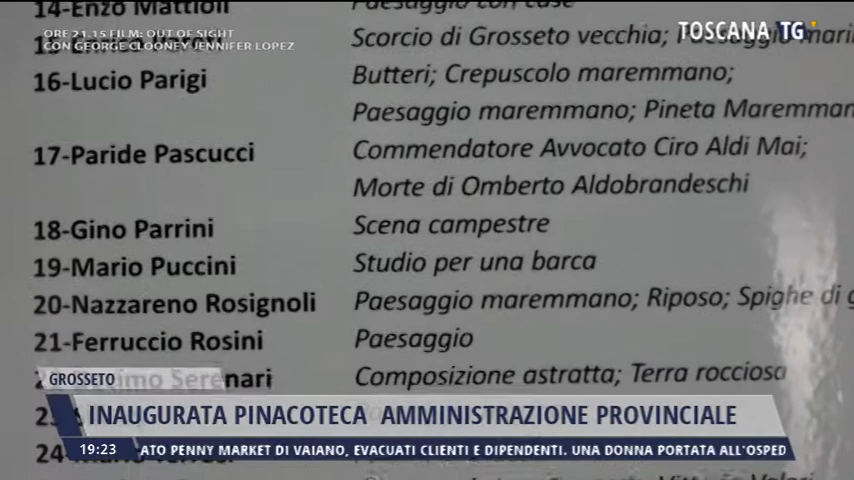 14-Enzo Mattioli Paesaggio con case
ORE 21.15 FILM: OUT OF SIGHT
CON GEORGE CLOONEY JENNIFER LOPEZ
TOSCANA TG
Scorcio di Grosseto vecchia;
16-Lucio Parigi Butteri; Crepuscolo maremmano;
Paesaggio maremmano; Pineta Maremman
17-Paride Pascucci Commendatore Avvocato Ciro Aldi Mai;
Morte di Omberto Aldobrandeschi
18-Gino Parrini Scena campestre
19-Mario Puccini Studio per una barca
20-Nazzareno Rosignoli Paesaggio maremmano; Riposo; Spighe di g
21-Ferruccio Rosini Paesaggio
Serenari Composizione astratta; Terra rocciosa
GROSSETO
INAUGURATA PINACOTECA AMMINISTRAZIONE PROVINCIALE
19:23 ATO PENNY MARKET DI VAIANO, EVACUATI CLIENTI E DIPENDENTI. UNA DONNA PORTATA ALL'OSPED
24-